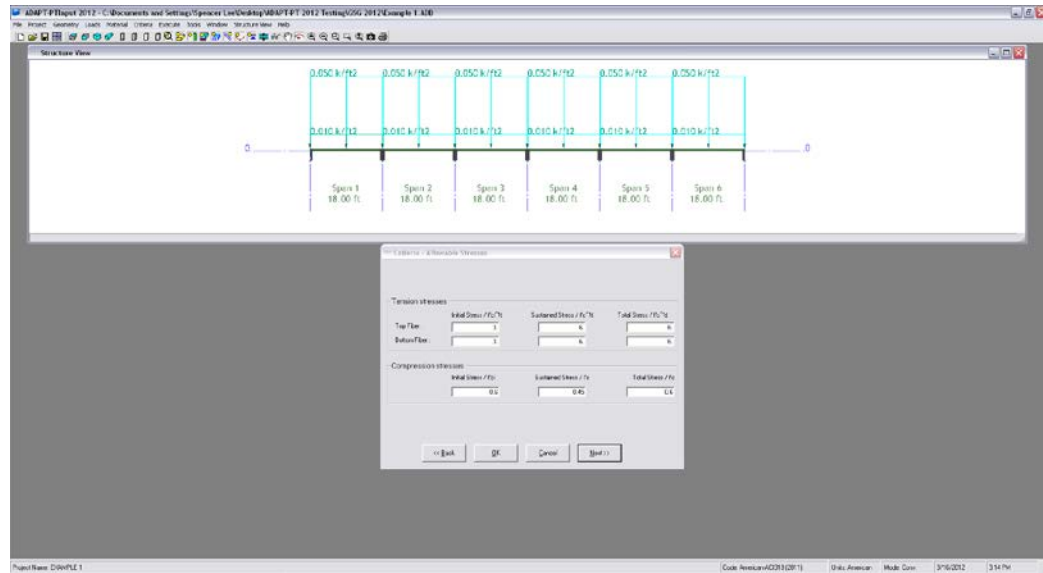 ADAPT-PTInput 2012 - C:\Documents and Settings\Spencer Lee\Desktop\ADAPT-PT 2012 Testing\GSG 2012\Example 1.ADB
File Project Geometry Loads Material Criteria Execute Tools Window Structure View Help
Structure View
0.050 k/ft2 0.050 k/ft2 0.050 k/ft2 0.050 k/ft2 0.050 k/ft2 0.050 k/ft2
0.010 k/ft2 0.010 k/ft2 0.010 k/ft2 0.010 k/ft2 0.010 k/ft2 0.010 k/ft2
0 0
Span 1 Span 2 Span 3 Span 4 Span 5 Span 6
18.00 ft 18.00 ft 18.00 ft 18.00 ft 18.00 ft 18.00 ft
Criteria - Allowable Stresses
Tension stresses
Initial Stress / f'ci^½ Sustained Stress / f'c^½ Total Stress / f'c^½
Top Fiber: 3 6 6
Bottom Fiber: 3 6 6
Compression stresses
Initial Stress / f'ci Sustained Stress / f'c Total Stress / f'c
0.6 0.45 0.6
<< Back OK Cancel Next >>
Project Name: EXAMPLE 1 Code: American-ACI318 (2011) Units: American Mode: Conv 3/16/2012 3:14 PM